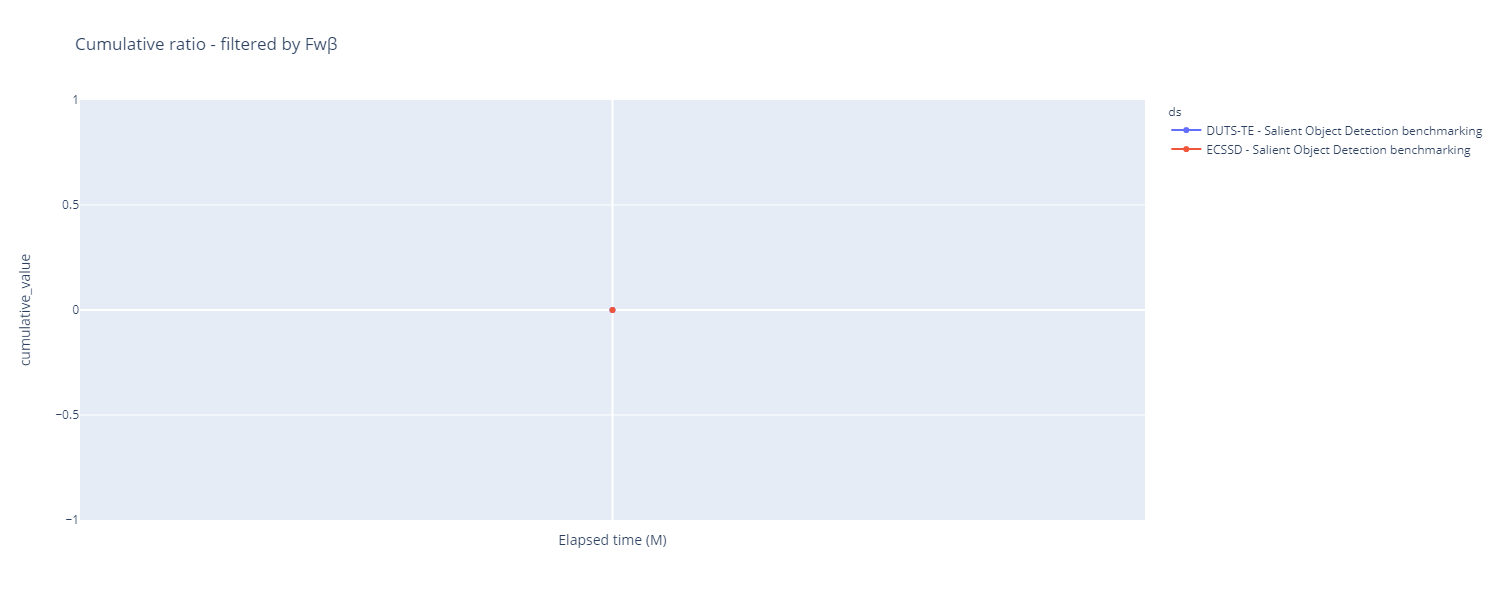 Cumulative ratio - filtered by Fwβ
1
0.5
0
−0.5
−1
cumulative_value
Elapsed time (M)
ds
DUTS-TE - Salient Object Detection benchmarking
ECSSD - Salient Object Detection benchmarking